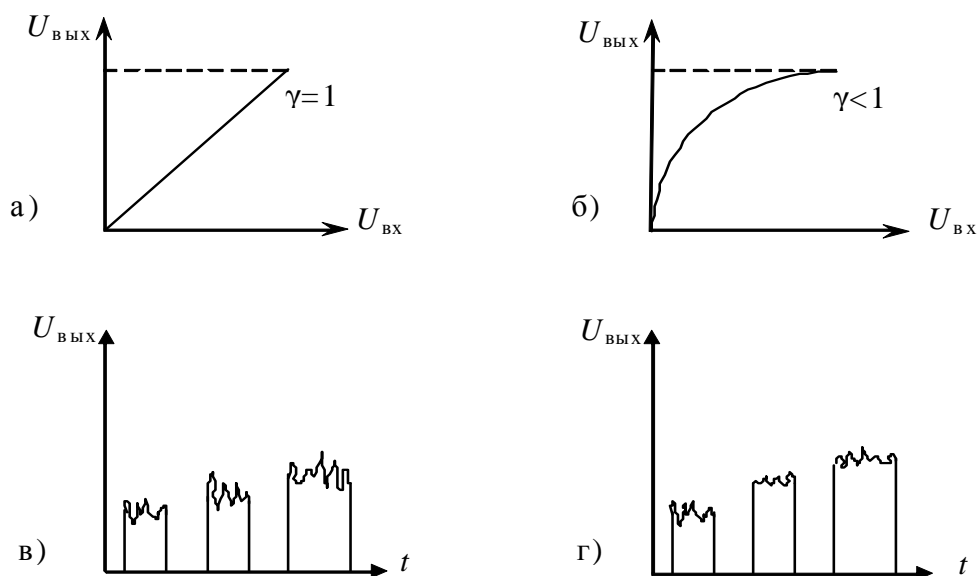 U вых
γ=1
а)
U вх
U вых
γ<1
б)
U вх
U вых
в)
t
U вых
г)
t